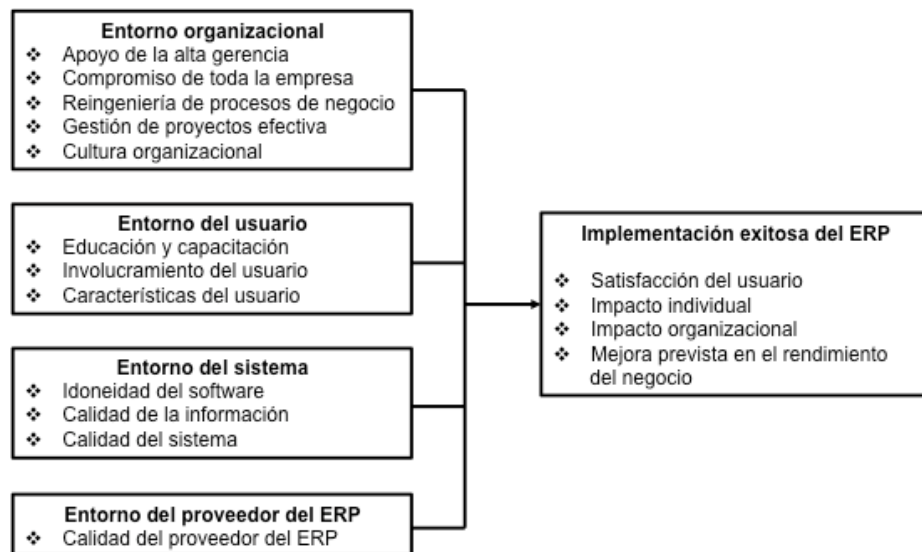 Entorno organizacional
❖ Apoyo de la alta gerencia
❖ Compromiso de toda la empresa
❖ Reingeniería de procesos de negocio
❖ Gestión de proyectos efectiva
❖ Cultura organizacional
Entorno del usuario
❖ Educación y capacitación
❖ Involucramiento del usuario
❖ Características del usuario
Entorno del sistema
❖ Idoneidad del software
❖ Calidad de la información
❖ Calidad del sistema
Entorno del proveedor del ERP
❖ Calidad del proveedor del ERP
Implementación exitosa del ERP
❖ Satisfacción del usuario
❖ Impacto individual
❖ Impacto organizacional
❖ Mejora prevista en el rendimiento
del negocio